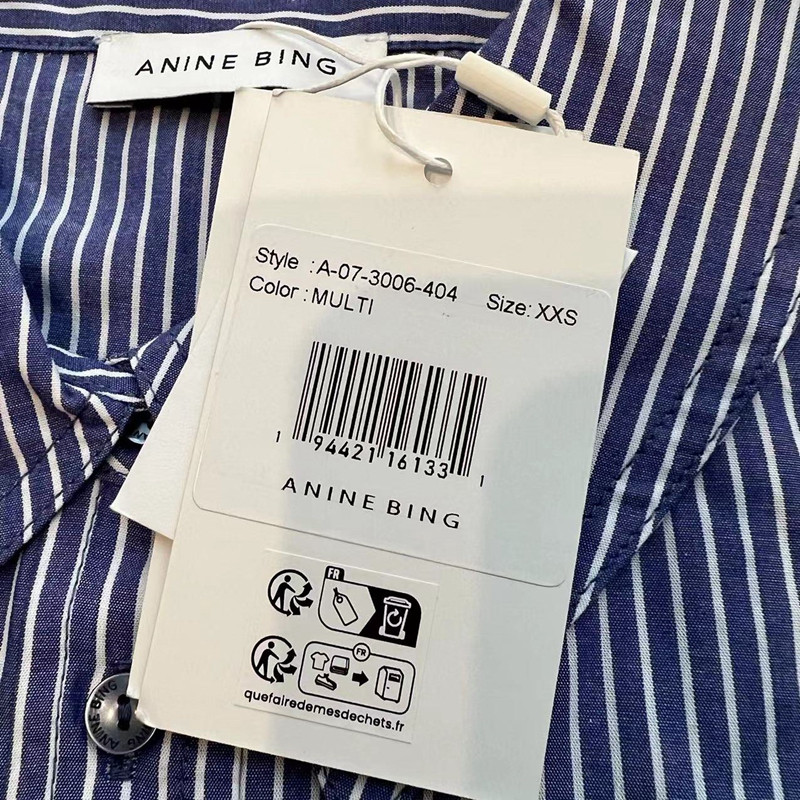 ANINE BING
Style : A-07-3006-404
Size: XXS
Color : MULTI
1 94421 16133 1
ANINE BING
FR
FR
quefairedemesdechets.fr
ANINE BING